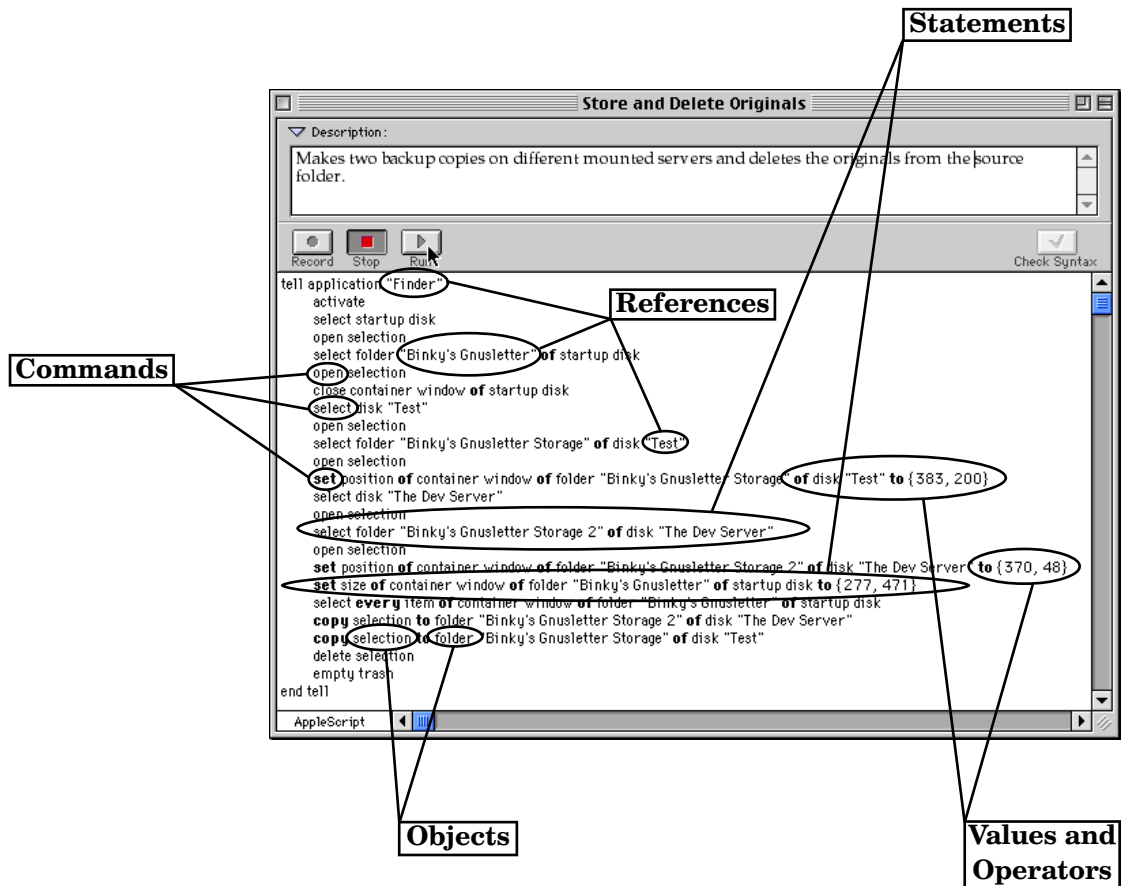 Statements
Store and Delete Originals
Description:
Makes two backup copies on different mounted servers and deletes the originals from the source
folder.
Record Stop Run Check Syntax
tell application "Finder"
activate
References
select startup disk
open selection
select folder "Binky's Gnusletter" of startup disk
Commands
open selection
close container window of startup disk
select disk "Test"
open selection
select folder "Binky's Gnusletter Storage" of disk "Test"
open selection
set position of container window of folder "Binky's Gnusletter Storage" of disk "Test" to {383, 200}
select disk "The Dev Server"
open selection
select folder "Binky's Gnusletter Storage 2" of disk "The Dev Server"
open selection
set position of container window of folder "Binky's Gnusletter Storage 2" of disk "The Dev Server" to {370, 48}
set size of container window of folder "Binky's Gnusletter" of startup disk to {277, 471}
select every item of container window of folder "Binky's Gnusletter" of startup disk
copy selection to folder "Binky's Gnusletter Storage 2" of disk "The Dev Server"
copy selection to folder "Binky's Gnusletter Storage" of disk "Test"
delete selection
empty trash
end tell
AppleScript
Objects
Values and
Operators